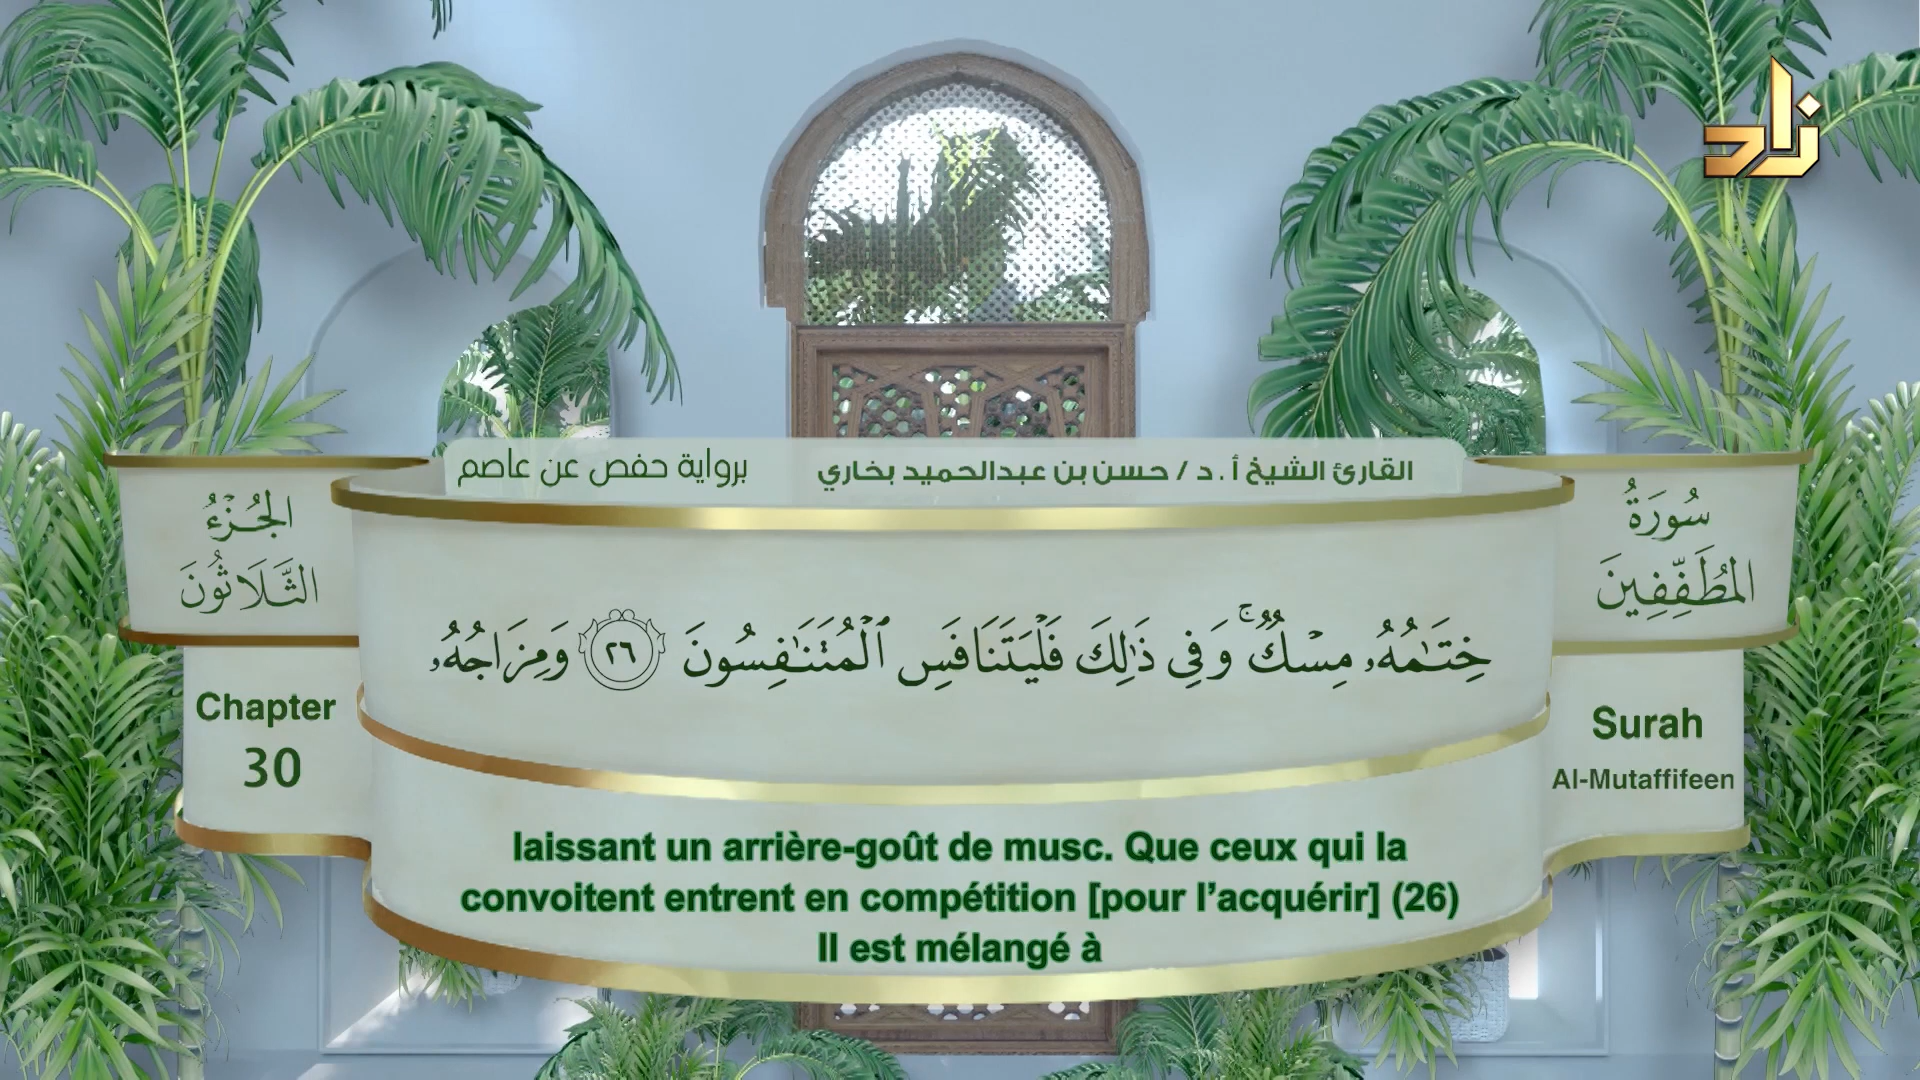 زاد
القارئ الشيخ أ.د / حسن بن عبدالحميد بخاري
برواية حفص عن عاصم
سُورَةُ
المُطَفِّفِينَ
الجُزْءُ
الثَّلَاثُونَ
خِتَـٰمُهُۥ مِسْكٌۭ ۚ وَفِى ذَٰلِكَ فَلْيَتَنَافَسِ ٱلْمُتَنَـٰفِسُونَ ٢٦ وَمِزَاجُهُۥ
Surah
Al-Mutaffifeen
Chapter
30
laissant un arrière-goût de musc. Que ceux qui la
convoitent entrent en compétition [pour l’acquérir] (26)
Il est mélangé à